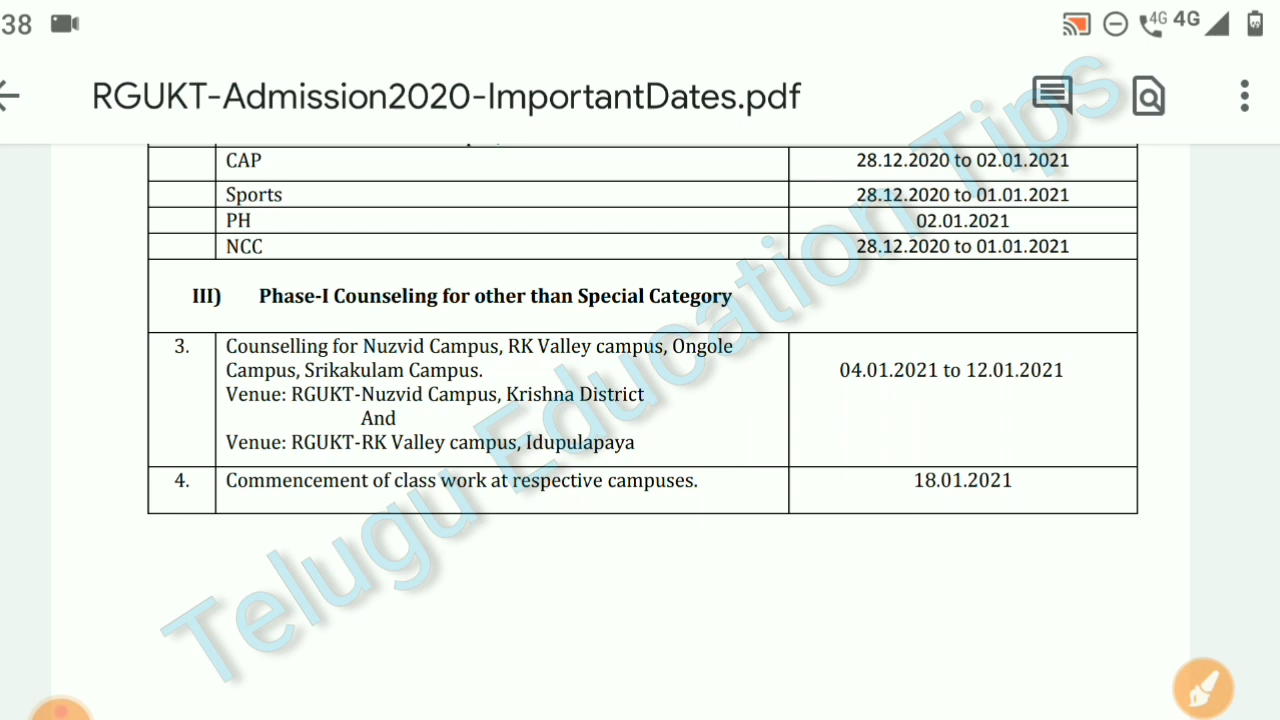 38
4G 4G
RGUKT-Admission2020-ImportantDates.pdf
CAP 28.12.2020 to 02.01.2021
Sports 28.12.2020 to 01.01.2021
PH 02.01.2021
NCC 28.12.2020 to 01.01.2021
III) Phase-I Counseling for other than Special Category
3. Counselling for Nuzvid Campus, RK Valley campus, Ongole
Campus, Srikakulam Campus. 04.01.2021 to 12.01.2021
Venue: RGUKT-Nuzvid Campus, Krishna District
And
Venue: RGUKT-RK Valley campus, Idupulapaya
4. Commencement of class work at respective campuses. 18.01.2021
Telugu Education Tips